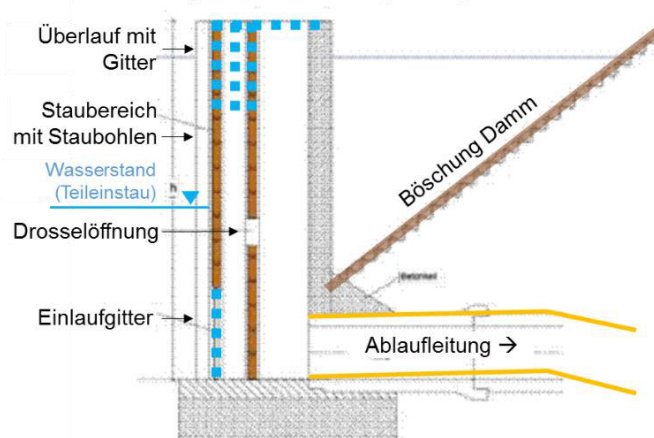 Überlauf mit
Gitter
Staubereich
mit Staubohlen
Wasserstand
(Teileinstau)
h
Drosselöffnung
Einlaufgitter
Böschung Damm
Ablaufleitung →